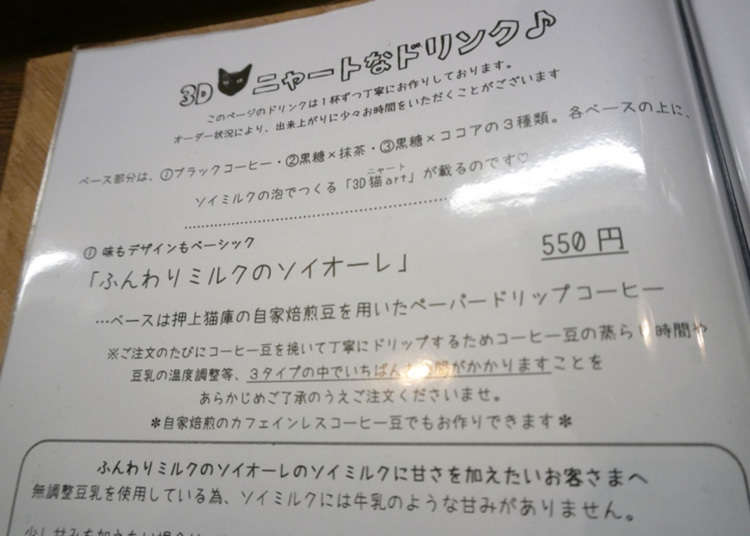 3D ニャートなドリンク♪
このページのドリンクは1杯ずつ丁寧にお作りしております。
オーダー状況により、出来上がりに少々お時間をいただくことがございます
ベース部分は、①ブラックコーヒー・②黒糖×抹茶・③黒糖×ココアの3種類。各ベースの上に、
ニャート
ソイミルクの泡でつくる「3D猫art」が載るのです♡
① 味もデザインもベーシック
「ふんわりミルクのソイオーレ」 550円
…ベースは押上猫庫の自家焙煎豆を用いたペーパードリップコーヒー
※ご注文のたびにコーヒー豆を挽いて丁寧にドリップするためコーヒー豆の蒸らし時間や
豆乳の温度調整等、3タイプの中でいちばん がかかりますことを
あらかじめご了承のうえご注文くださいませ。
＊自家焙煎のカフェインレスコーヒー豆でもお作りできます＊
ふんわりミルクのソイオーレのソイミルクに甘さを加えたいお客さまへ
無調整豆乳を使用している為、ソイミルクには牛乳のような甘みがありません。